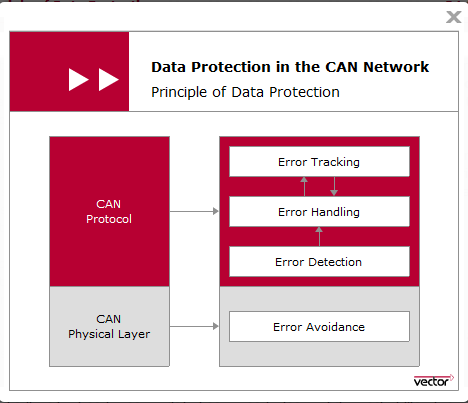 Data Protection in the CAN Network
Principle of Data Protection
CAN
Protocol
Error Tracking
Error Handling
Error Detection
CAN
Physical Layer
Error Avoidance
vector